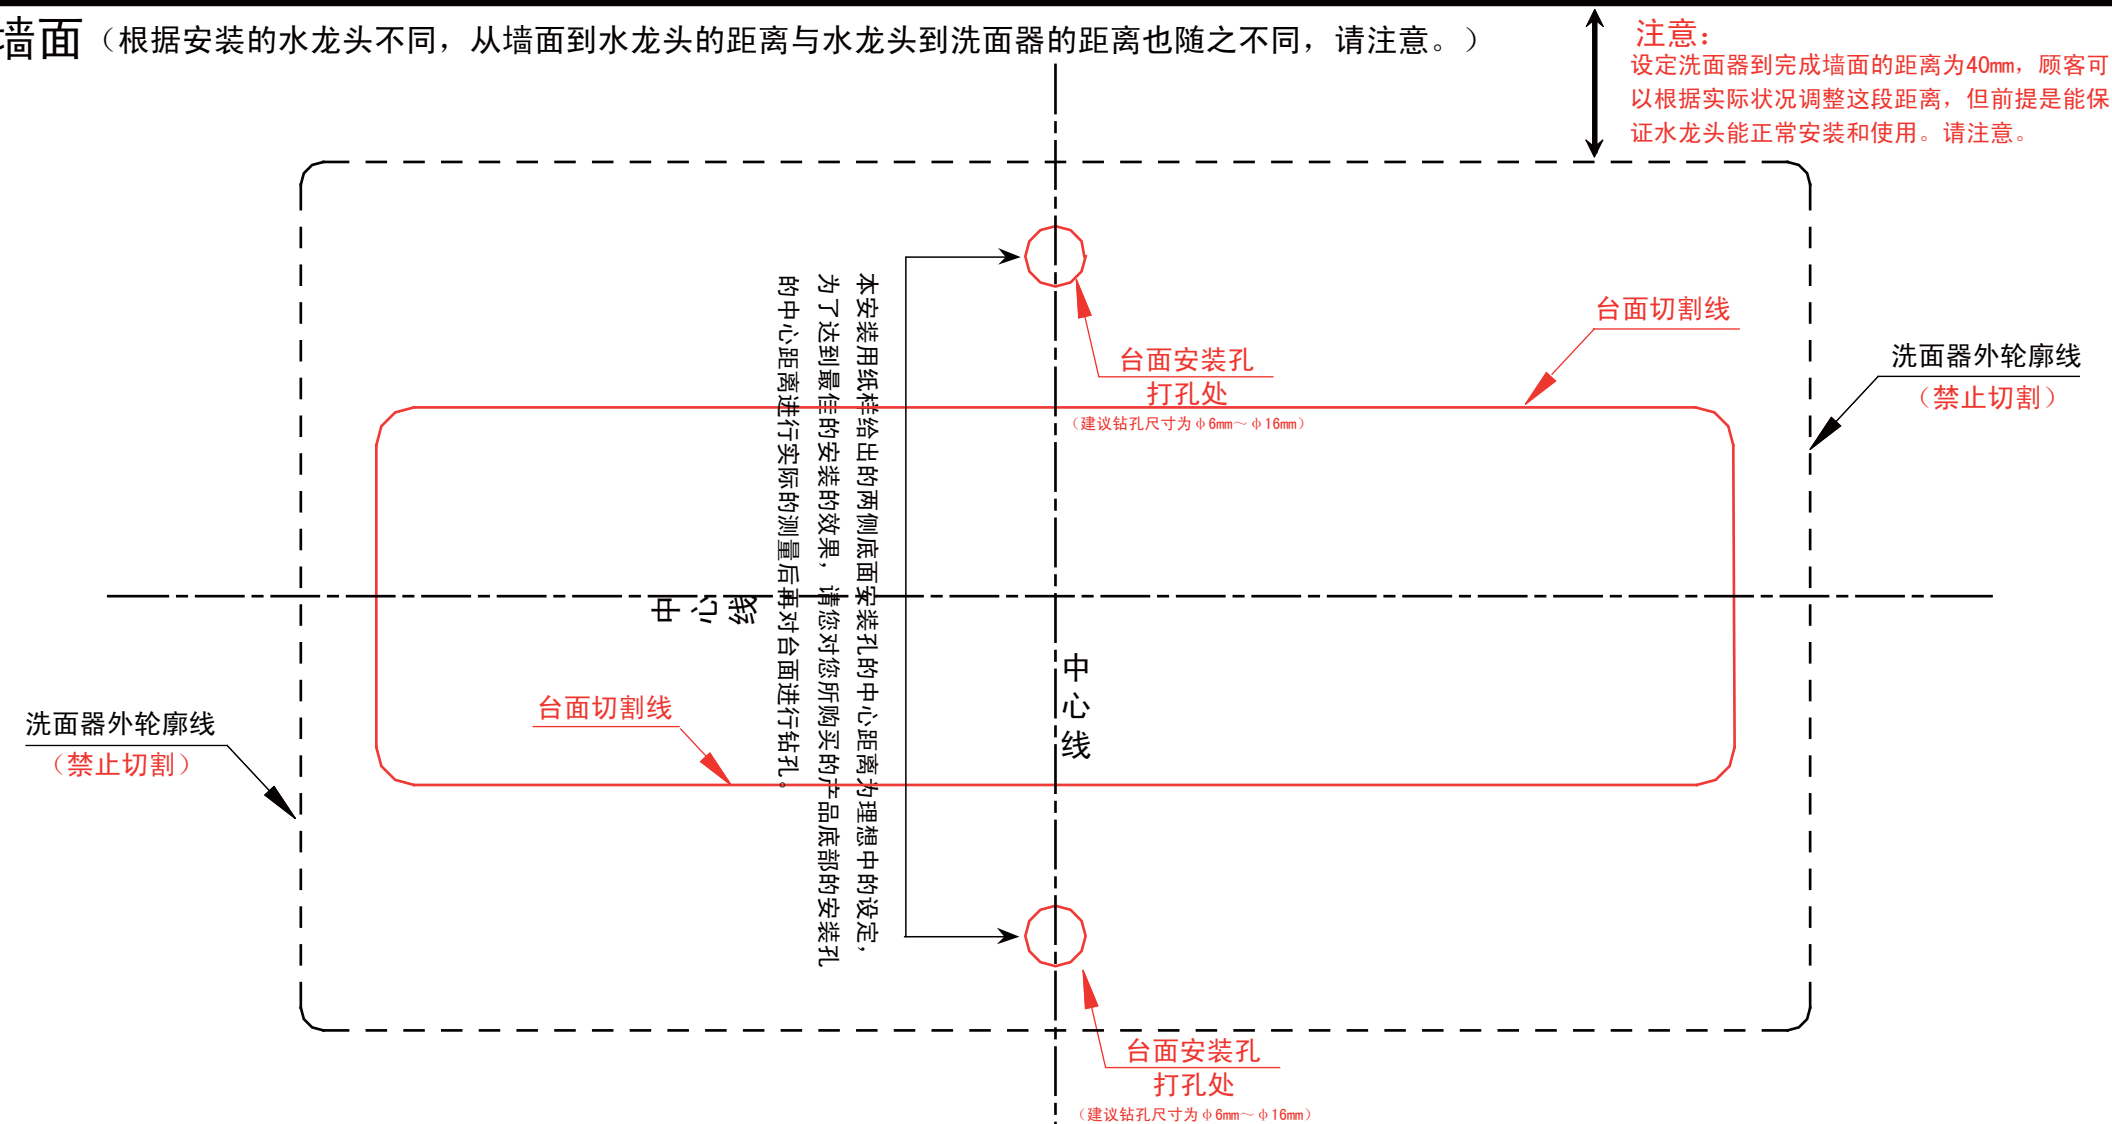 墙面（根据安装的水龙头不同，从墙面到水龙头的距离与水龙头到洗面器的距离也随之不同，请注意。）
注意：
设定洗面器到完成墙面的距离为40mm，顾客可
以根据实际状况调整这段距离，但前提是能保
证水龙头能正常安装和使用。请注意。
台面切割线
洗面器外轮廓线
（禁止切割）
台面安装孔
打孔处
（建议钻孔尺寸为φ6mm～φ16mm）
本安装用纸样给出的两侧底面安装孔的中心距离为理想中的设定，
为了达到最佳的安装的效果，请您对您所购买的产品底部的安装孔
的中心距离进行实际的测量后再对台面进行钻孔。
中心线
中心线
台面切割线
洗面器外轮廓线
（禁止切割）
台面安装孔
打孔处
（建议钻孔尺寸为φ6mm～φ16mm）